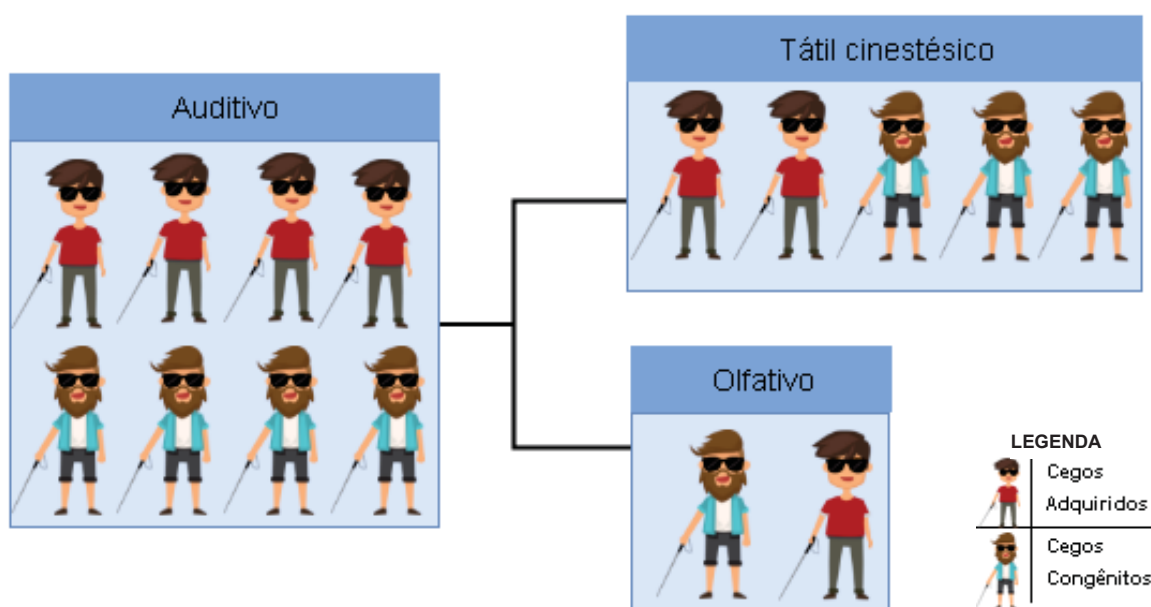 Auditivo
Tátil cinestésico
Olfativo
LEGENDA
Cegos
Adquiridos
Cegos
Congênitos